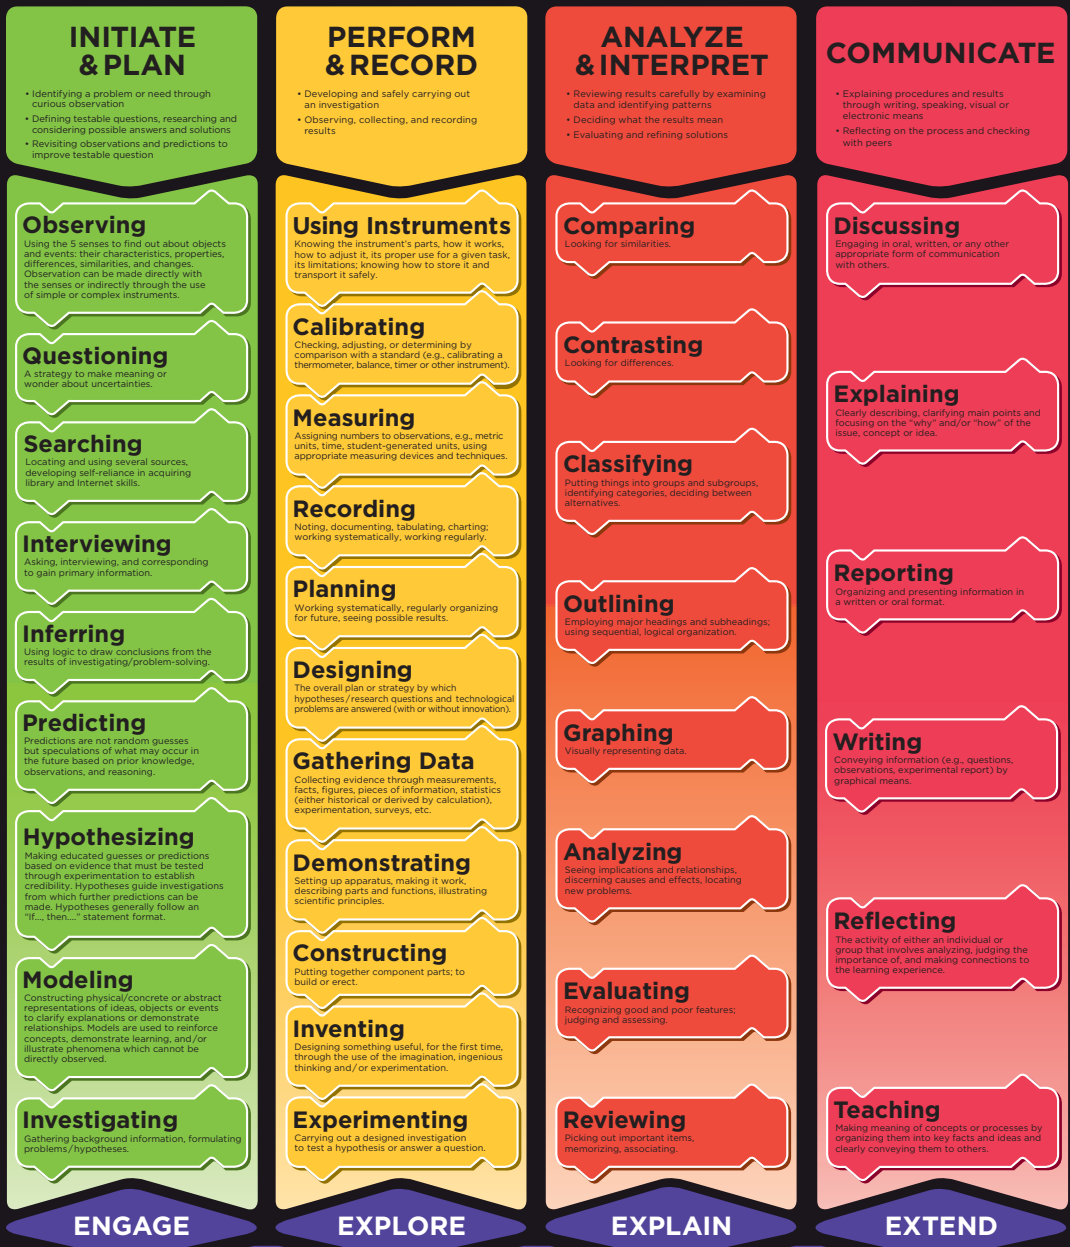 INITIATE
& PLAN
• Identifying a problem or need through
curious observation
• Defining testable questions, researching and
considering possible answers and solutions
• Revisiting observations and predictions to
improve testable question
Observing
Using the 5 senses to find out about objects
and events: their characteristics, properties,
differences, similarities, and changes.
Observation can be made directly with
the senses or indirectly through the use
of simple or complex instruments.
Questioning
A strategy to make meaning or
wonder about uncertainties.
Searching
Locating and using several sources,
developing self-reliance in acquiring
library and Internet skills.
Interviewing
Asking, interviewing, and corresponding
to gain primary information.
Inferring
Using logic to draw conclusions from the
results of investigating/problem-solving.
Predicting
Predictions are not random guesses
but speculations of what may occur in
the future based on prior knowledge,
observations, and reasoning.
Hypothesizing
Making educated guesses or predictions
based on evidence that must be tested
through experimentation to establish
credibility. Hypotheses guide investigations
from which further predictions can be
made. Hypotheses generally follow an
"If..., then...." statement format.
Modeling
Constructing physical/concrete or abstract
representations of ideas, objects or events
to clarify explanations or demonstrate
relationships. Models are used to reinforce
concepts, demonstrate learning, and/or
illustrate phenomena which cannot be
directly observed.
Investigating
Gathering background information, formulating
problems/hypotheses.
ENGAGE
PERFORM
& RECORD
• Developing and safely carrying out
an investigation
• Observing, collecting, and recording
results
Using Instruments
Knowing the instrument's parts, how it works,
how to adjust it, its proper use for a given task,
its limitations; knowing how to store it and
transport it safely.
Calibrating
Checking, adjusting, or determining by
comparison with a standard (e.g., calibrating a
thermometer, balance, timer or other instrument).
Measuring
Assigning numbers to observations, e.g., metric
units, time, student-generated units, using
appropriate measuring devices and techniques.
Recording
Noting, documenting, tabulating, charting;
working systematically, working regularly.
Planning
Working systematically, regularly organizing
for future, seeing possible results.
Designing
The overall plan or strategy by which
hypotheses/research questions and technological
problems are answered (with or without innovation).
Gathering Data
Collecting evidence through measurements,
facts, figures, pieces of information, statistics
(either historical or derived by calculation),
experimentation, surveys, etc.
Demonstrating
Setting up apparatus, making it work,
describing parts and functions, illustrating
scientific principles.
Constructing
Putting together component parts; to
build or erect.
Inventing
Designing something useful, for the first time,
through the use of the imagination, ingenious
thinking and/or experimentation.
Experimenting
Carrying out a designed investigation
to test a hypothesis or answer a question.
EXPLORE
ANALYZE
& INTERPRET
• Reviewing results carefully by examining
data and identifying patterns
• Deciding what the results mean
• Evaluating and refining solutions
Comparing
Looking for similarities.
Contrasting
Looking for differences.
Classifying
Putting things into groups and subgroups,
identifying categories, deciding between
alternatives.
Outlining
Employing major headings and subheadings;
using sequential, logical organization.
Graphing
Visually representing data.
Analyzing
Seeing implications and relationships,
discerning causes and effects, locating
new problems.
Evaluating
Recognizing good and poor features;
judging and assessing.
Reviewing
Picking out important items,
memorizing, associating.
EXPLAIN
COMMUNICATE
• Explaining procedures and results
through writing, speaking, visual or
electronic means
• Reflecting on the process and checking
with peers
Discussing
Engaging in oral, written, or any other
appropriate form of communication
with others.
Explaining
Clearly describing, clarifying main points and
focusing on the "why" and/or "how" of the
issue, concept or idea.
Reporting
Organizing and presenting information in
a written or oral format.
Writing
Conveying information (e.g., questions,
observations, experimental report) by
graphical means.
Reflecting
The activity of either an individual or
group that involves analyzing, judging the
importance of, and making connections to
the learning experience.
Teaching
Making meaning of concepts or processes by
organizing them into key facts and ideas and
clearly conveying them to others.
EXTEND